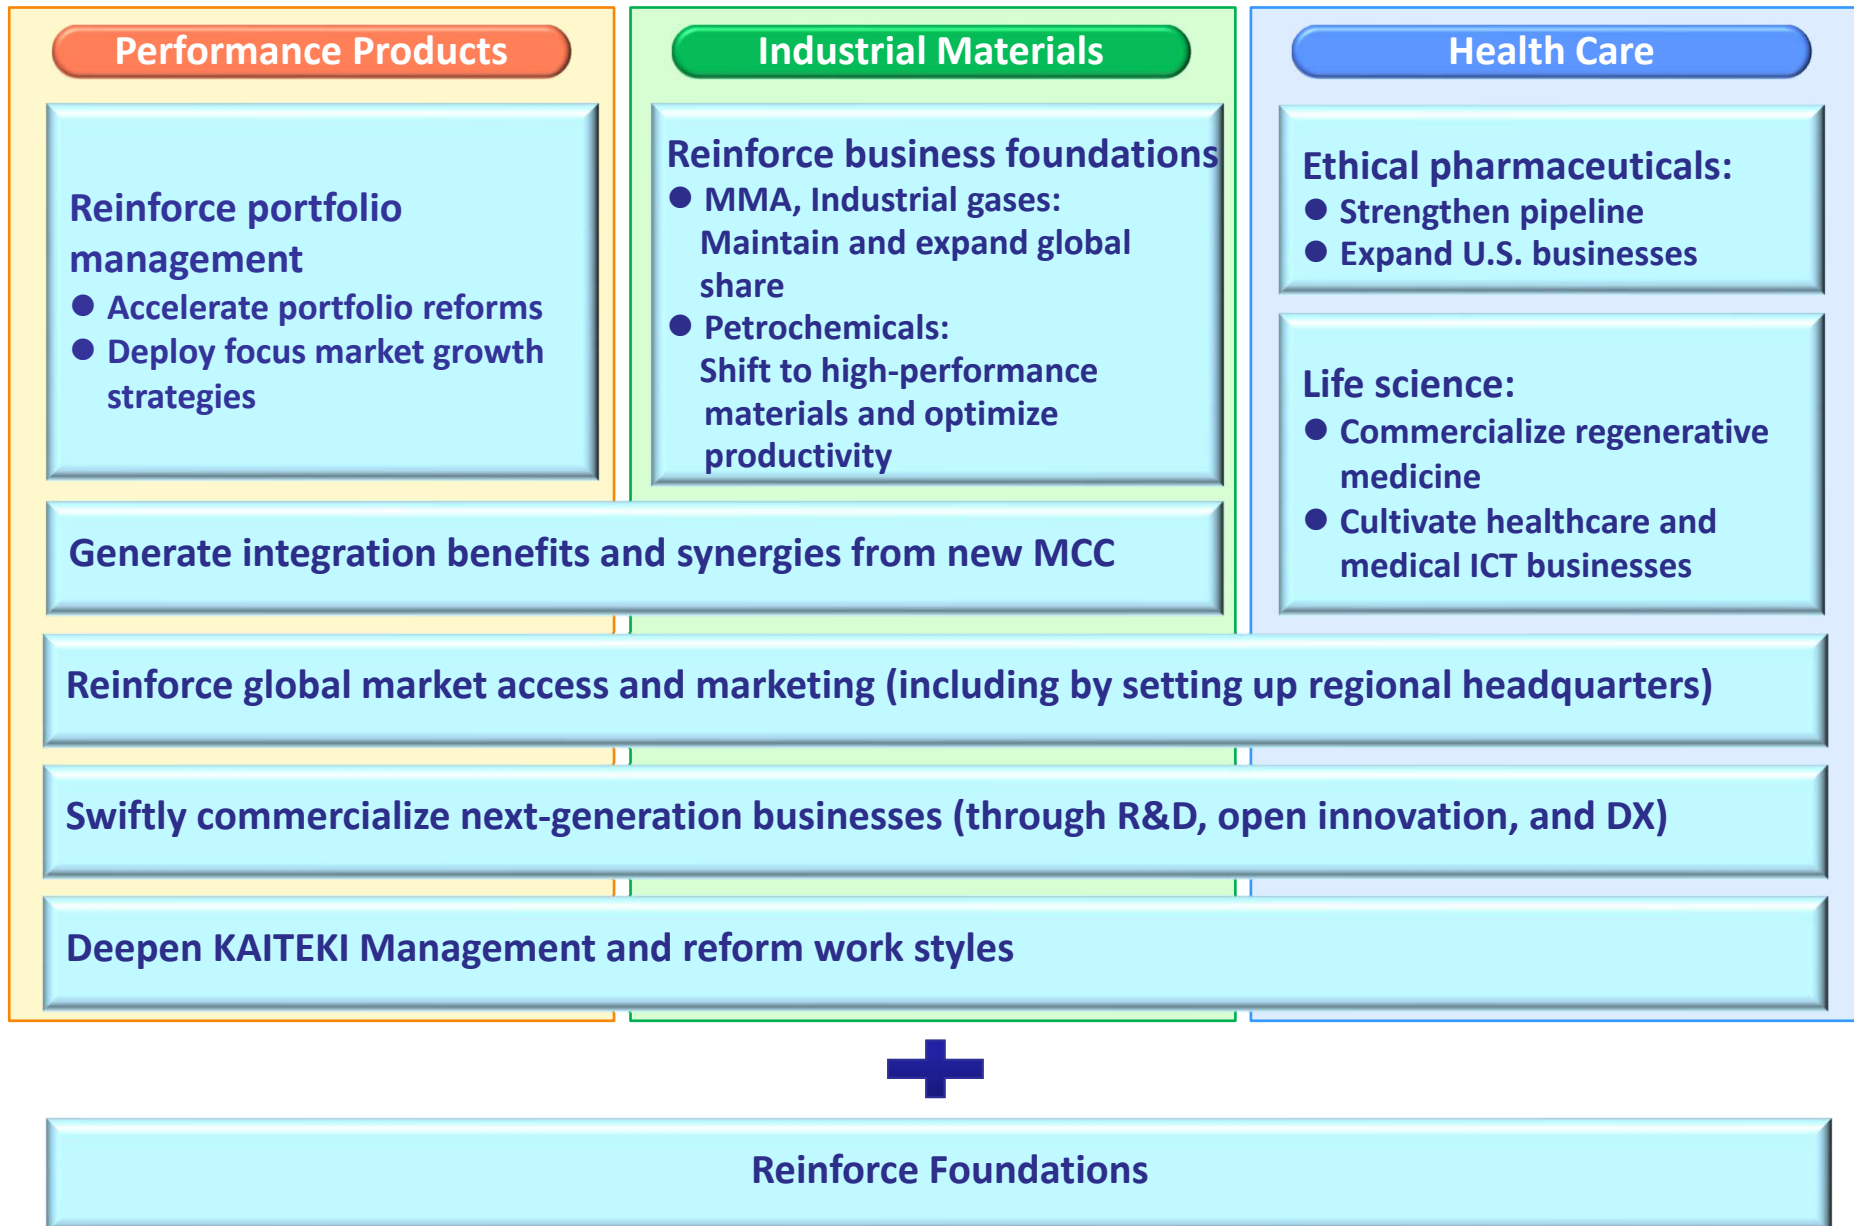 Performance Products
Industrial Materials
Health Care
Reinforce portfolio
management
● Accelerate portfolio reforms
● Deploy focus market growth
strategies
Reinforce business foundations
● MMA, Industrial gases:
Maintain and expand global
share
● Petrochemicals:
Shift to high-performance
materials and optimize
productivity
Ethical pharmaceuticals:
● Strengthen pipeline
● Expand U.S. businesses
Life science:
● Commercialize regenerative
medicine
● Cultivate healthcare and
medical ICT businesses
Generate integration benefits and synergies from new MCC
Reinforce global market access and marketing (including by setting up regional headquarters)
Swiftly commercialize next-generation businesses (through R&D, open innovation, and DX)
Deepen KAITEKI Management and reform work styles
Reinforce Foundations